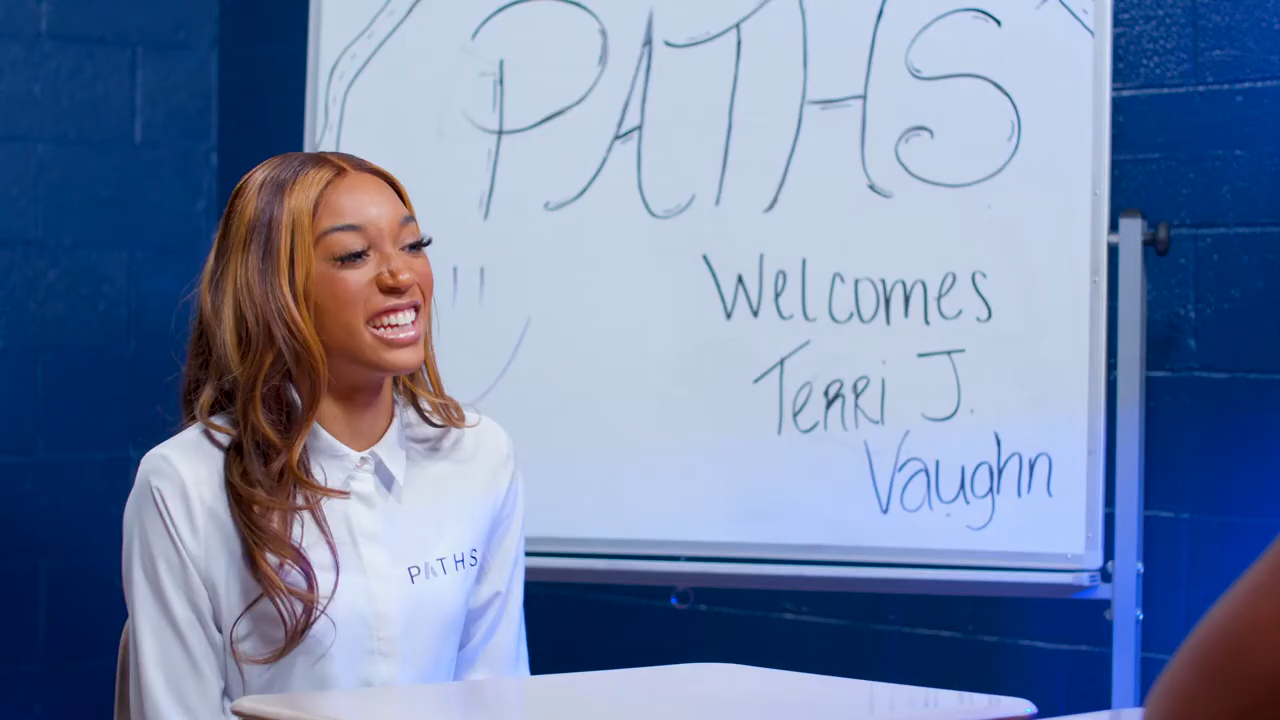 PATHS
Welcomes
Terri J.
Vaughn
PATHS